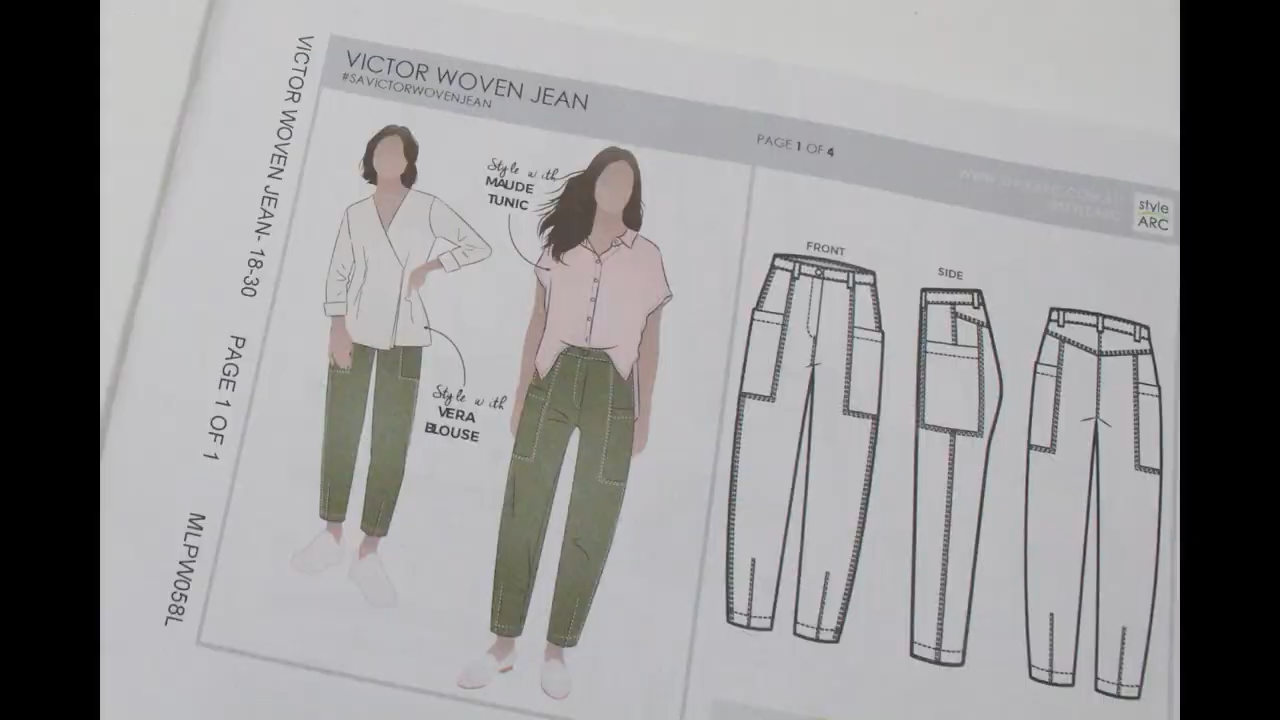 VICTOR WOVEN JEAN- 18-30 PAGE 1 OF 1 MLPW058L
VICTOR WOVEN JEAN
#SAVICTORWOVENJEAN
PAGE 1 OF 4
style
ARC
Style with
MAUDE
TUNIC
Style with
VERA
BLOUSE
FRONT
SIDE